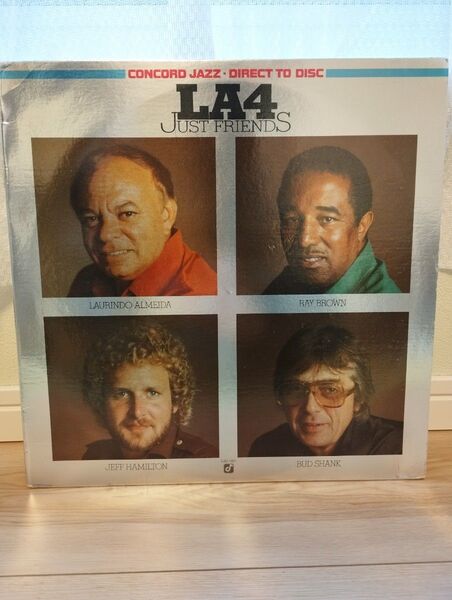 CONCORD JAZZ · DIRECT TO DISC
LA4
JUST FRIENDS
LAURINDO ALMEIDA
RAY BROWN
JEFF HAMILTON
BUD SHANK